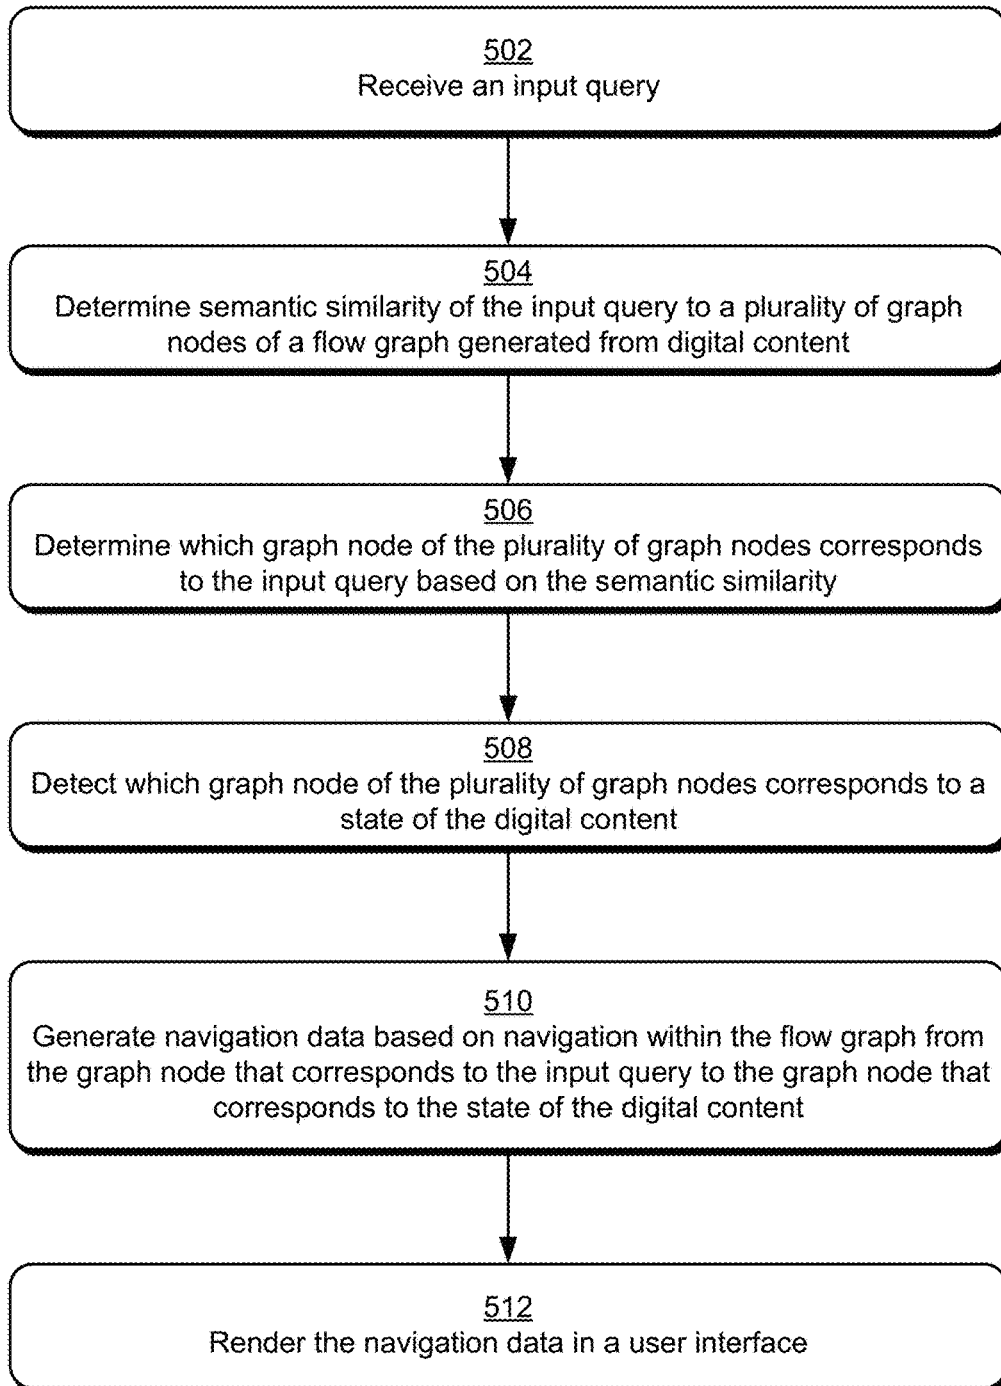 502
Receive an input query
504
Determine semantic similarity of the input query to a plurality of graph
nodes of a flow graph generated from digital content
506
Determine which graph node of the plurality of graph nodes corresponds
to the input query based on the semantic similarity
508
Detect which graph node of the plurality of graph nodes corresponds to a
state of the digital content
510
Generate navigation data based on navigation within the flow graph from
the graph node that corresponds to the input query to the graph node that
corresponds to the state of the digital content
512
Render the navigation data in a user interface